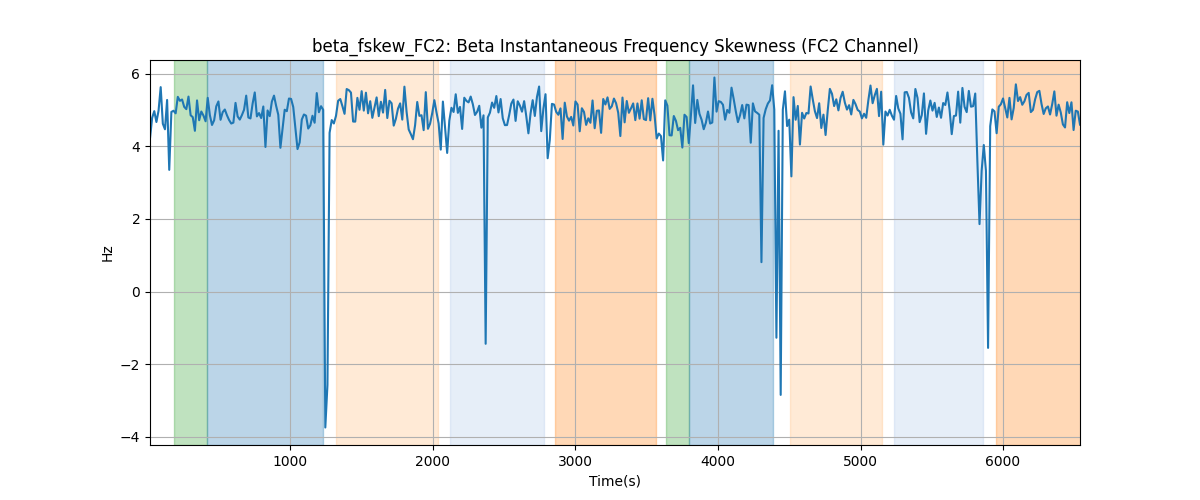 beta_fskew_FC2: Beta Instantaneous Frequency Skewness (FC2 Channel)
6
4
2
0
−2
−4
Hz
1000 2000 3000 4000 5000 6000
Time(s)